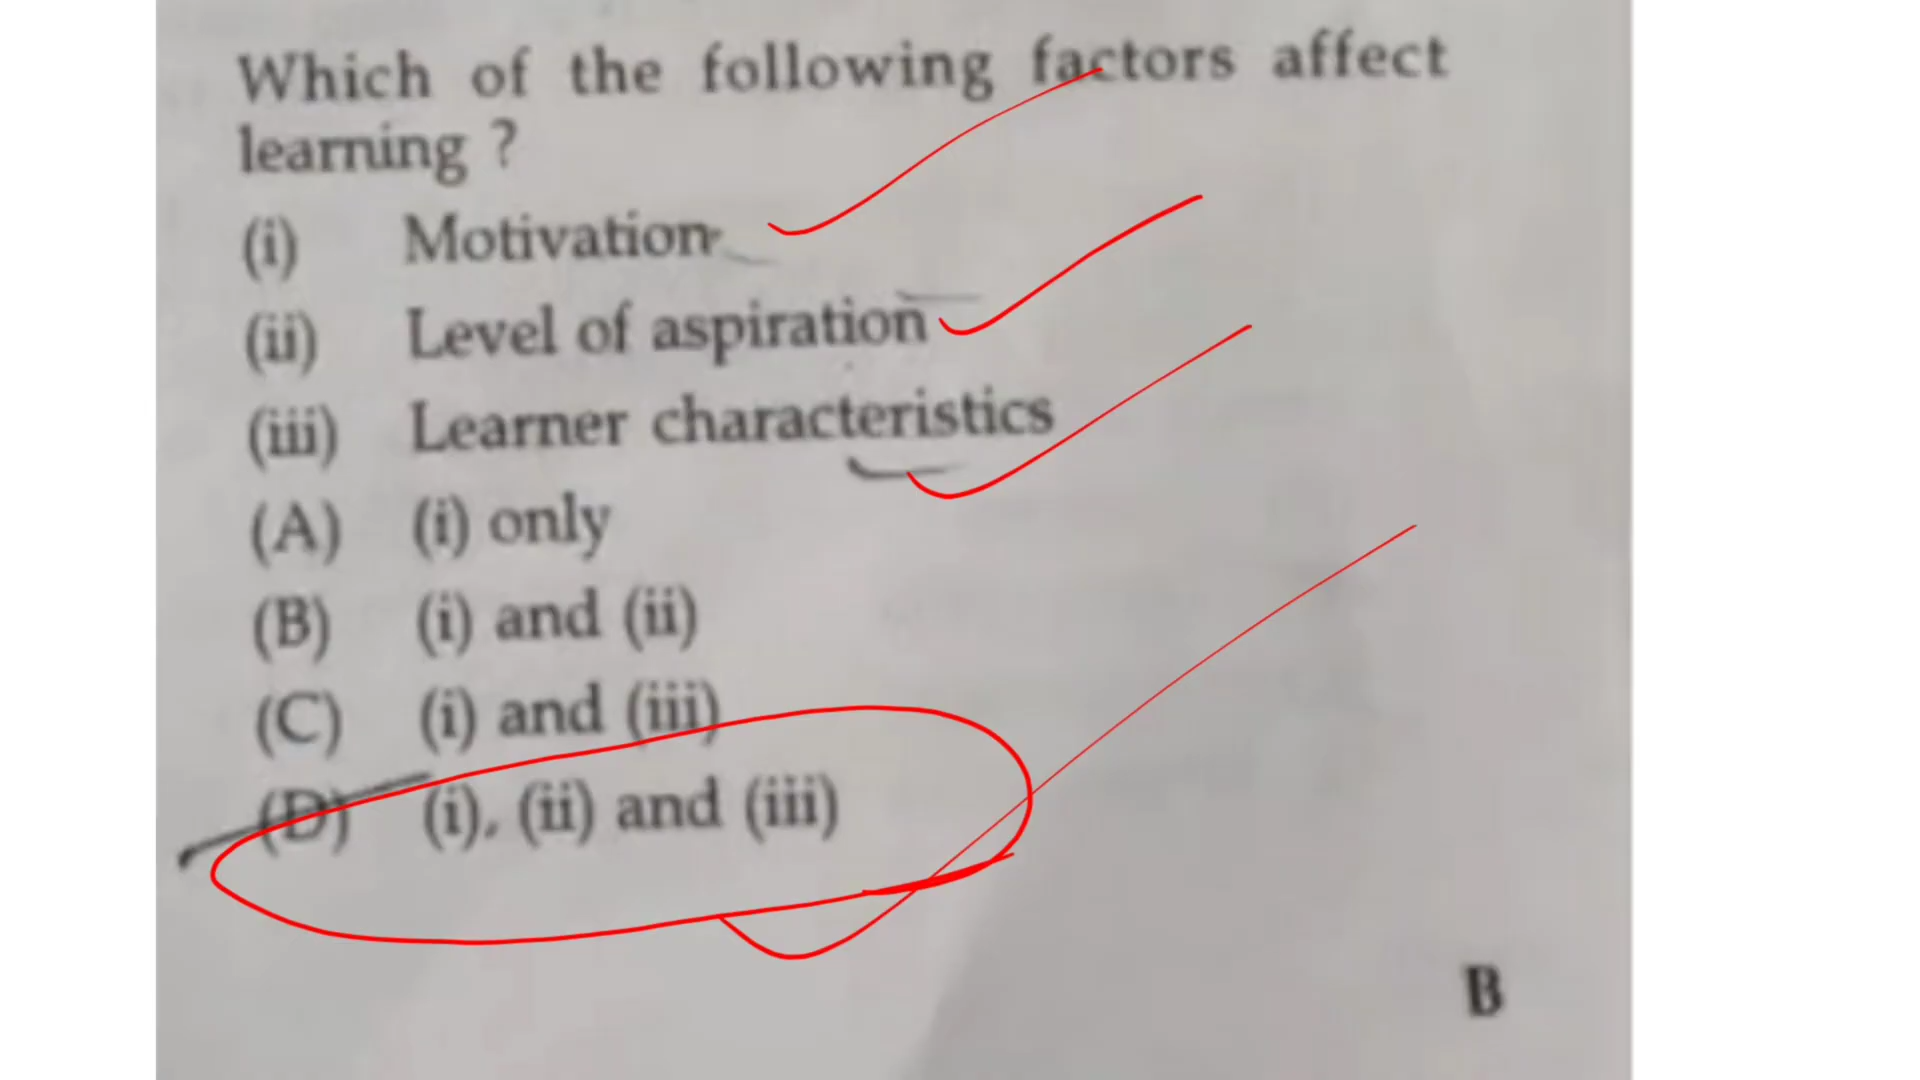 Which of the following factors affect
learning ?
(i) Motivation
(ii) Level of aspiration
(iii) Learner characteristics
(A) (i) only
(B) (i) and (ii)
(C) (i) and (iii)
(D) (i), (ii) and (iii)
B